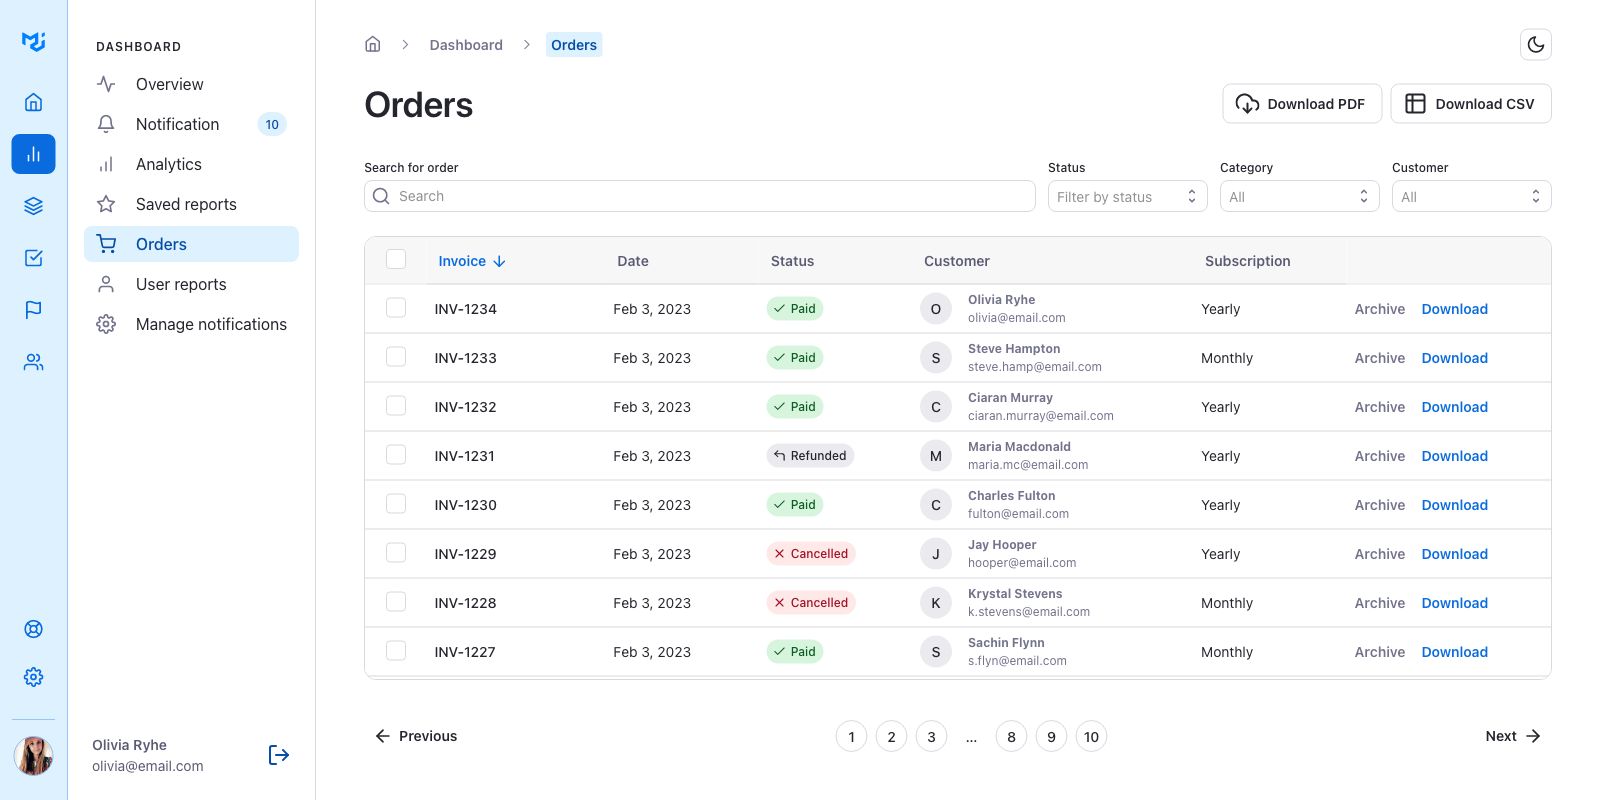 DASHBOARD
Overview
Notification 10
Analytics
Saved reports
Orders
User reports
Manage notifications
Olivia Ryhe
olivia@email.com
Dashboard Orders
Orders
Download PDF Download CSV
Search for order Status Category Customer
Search Filter by status All All
Invoice Date Status Customer Subscription
INV-1234 Feb 3, 2023 Paid O Olivia Ryhe Yearly Archive Download
olivia@email.com
INV-1233 Feb 3, 2023 Paid S Steve Hampton Monthly Archive Download
steve.hamp@email.com
INV-1232 Feb 3, 2023 Paid C Ciaran Murray Yearly Archive Download
ciaran.murray@email.com
INV-1231 Feb 3, 2023 Refunded M Maria Macdonald Yearly Archive Download
maria.mc@email.com
INV-1230 Feb 3, 2023 Paid C Charles Fulton Yearly Archive Download
fulton@email.com
INV-1229 Feb 3, 2023 Cancelled J Jay Hooper Yearly Archive Download
hooper@email.com
INV-1228 Feb 3, 2023 Cancelled K Krystal Stevens Monthly Archive Download
k.stevens@email.com
INV-1227 Feb 3, 2023 Paid S Sachin Flynn Monthly Archive Download
s.flyn@email.com
Previous 1 2 3 ... 8 9 10 Next